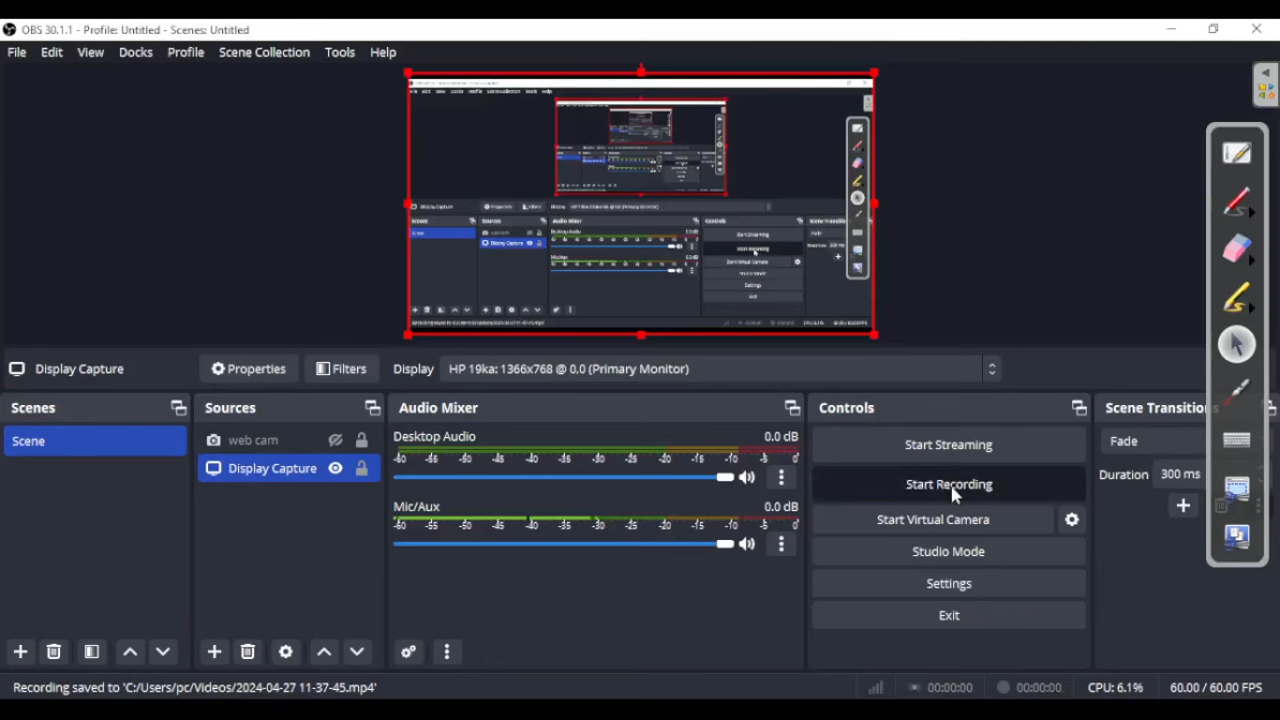 OBS 30.1.1 - Profile: Untitled - Scenes: Untitled
File Edit View Docks Profile Scene Collection Tools Help
Display Capture Properties Filters Display HP 19ka: 1366x768 @ 0,0 (Primary Monitor)
Scenes Sources Audio Mixer Controls Scene Transition
Scene
web cam
Display Capture
Desktop Audio 0.0 dB
-60 -55 -50 -45 -40 -35 -30 -25 -20 -15 -10 -5 0
Mic/Aux 0.0 dB
-60 -55 -50 -45 -40 -35 -30 -25 -20 -15 -10 -5 0
Start Streaming
Start Recording
Start Virtual Camera
Studio Mode
Settings
Exit
Fade
Duration 300 ms
Recording saved to 'C:/Users/pc/Videos/2024-04-27 11-37-45.mp4' 00:00:00 00:00:00 CPU: 6.1% 60.00 / 60.00 FPS